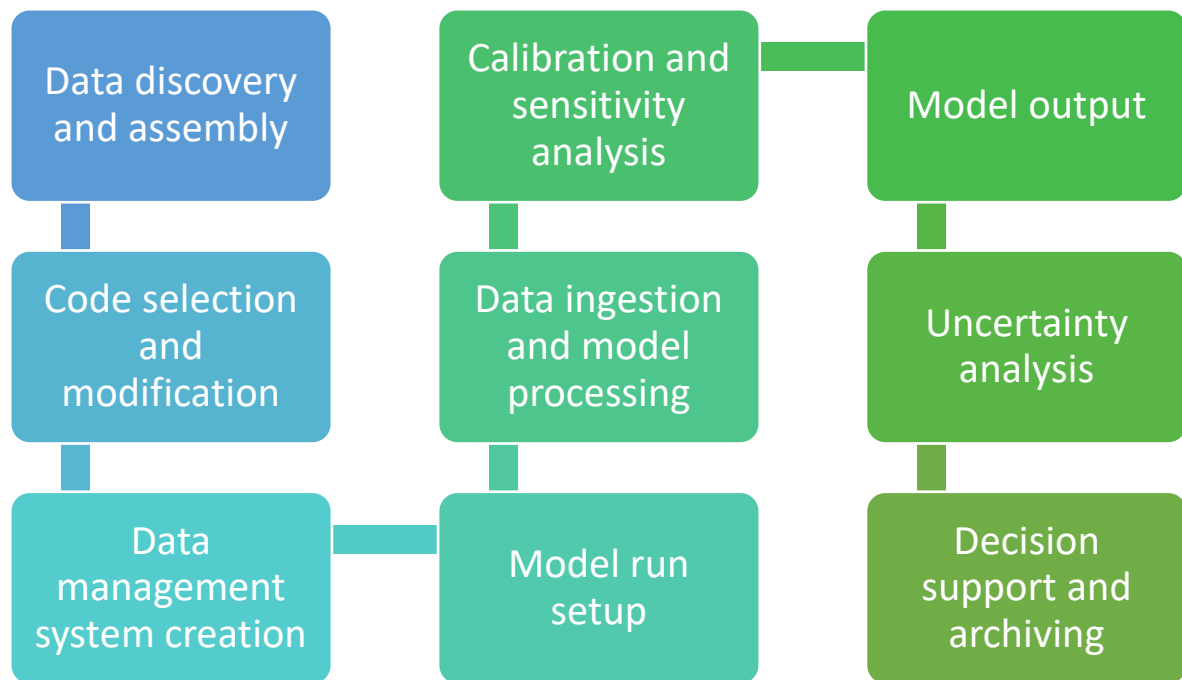 Data discovery
and assembly
Code selection
and
modification
Data
management
system creation
Model run
setup
Data ingestion
and model
processing
Calibration and
sensitivity
analysis
Model output
Uncertainty
analysis
Decision
support and
archiving